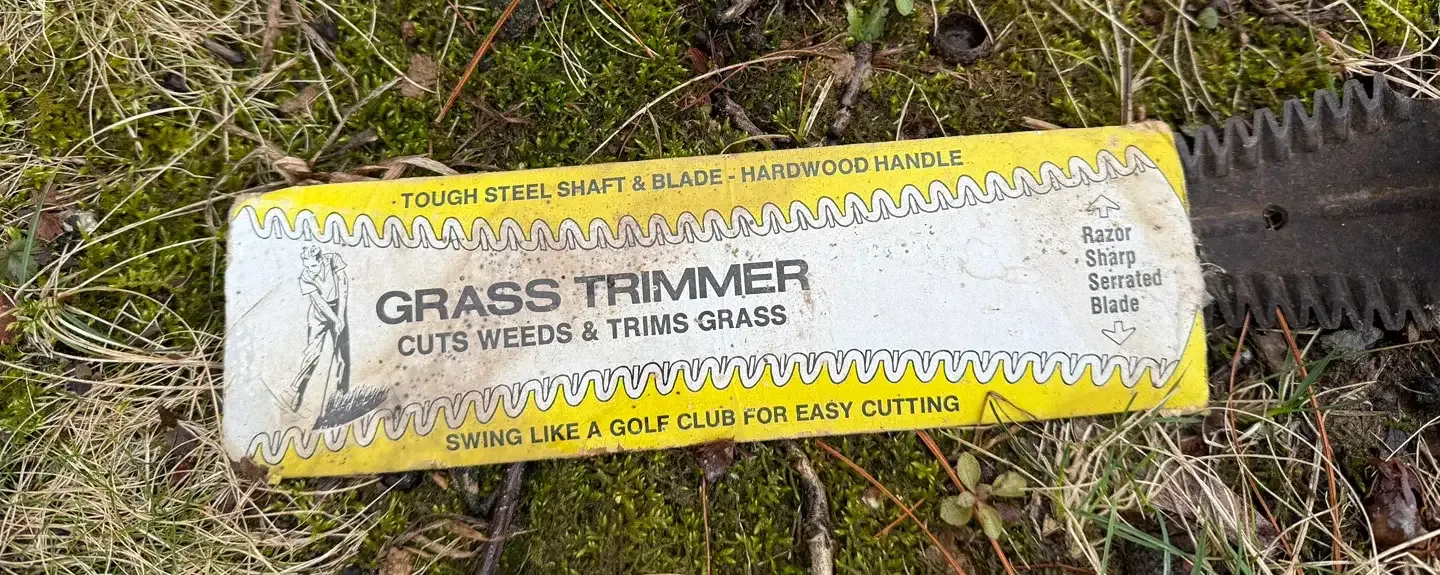 TOUGH STEEL SHAFT & BLADE - HARDWOOD HANDLE
GRASS TRIMMER
CUTS WEEDS & TRIMS GRASS
Razor
Sharp
Serrated
Blade
SWING LIKE A GOLF CLUB FOR EASY CUTTING